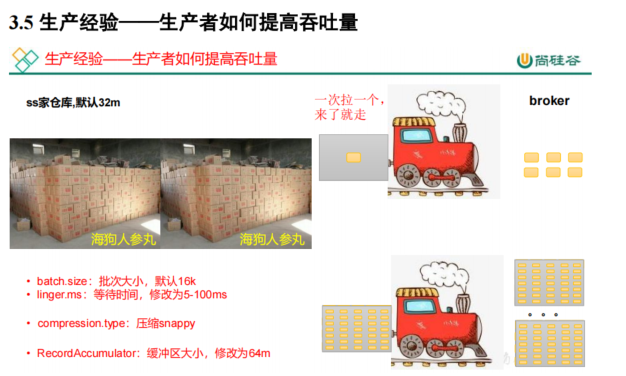 3.5 生产经验——生产者如何提高吞吐量
生产经验——生产者如何提高吞吐量
尚硅谷
ss家仓库,默认32m
一次拉一个，
来了就走
broker
海狗人参丸
海狗人参丸
• batch.size：批次大小，默认16k
• linger.ms：等待时间，修改为5-100ms
• compression.type：压缩snappy
• RecordAccumulator：缓冲区大小，修改为64m